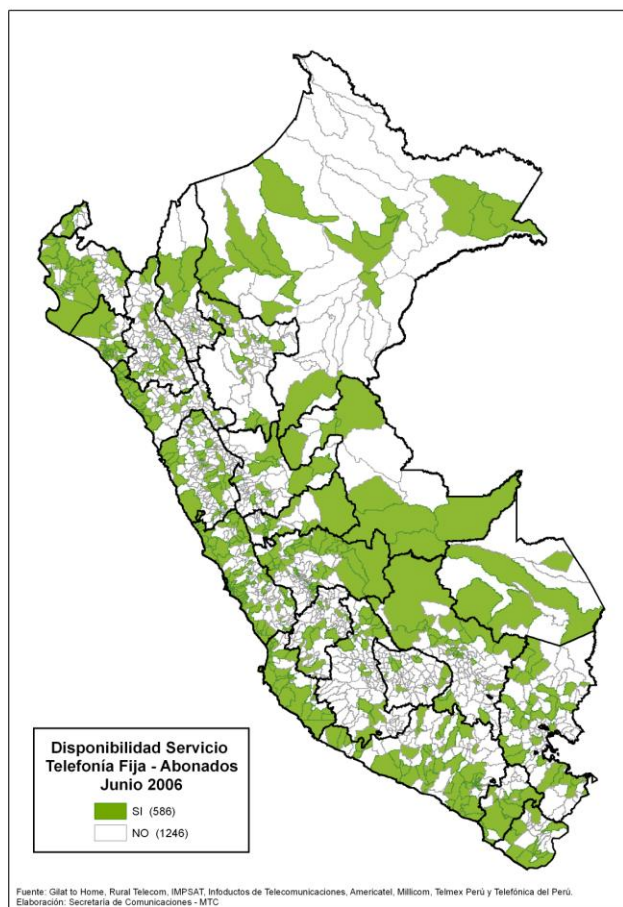 Disponibilidad Servicio
Telefonía Fija - Abonados
Junio 2006
SI (586)
NO (1246)
Fuente: Gilat to Home, Rural Telecom, IMPSAT, Infoductos de Telecomunicaciones, Americatel, Millicom, Telmex Perú y Telefónica del Perú.
Elaboración: Secretaría de Comunicaciones - MTC